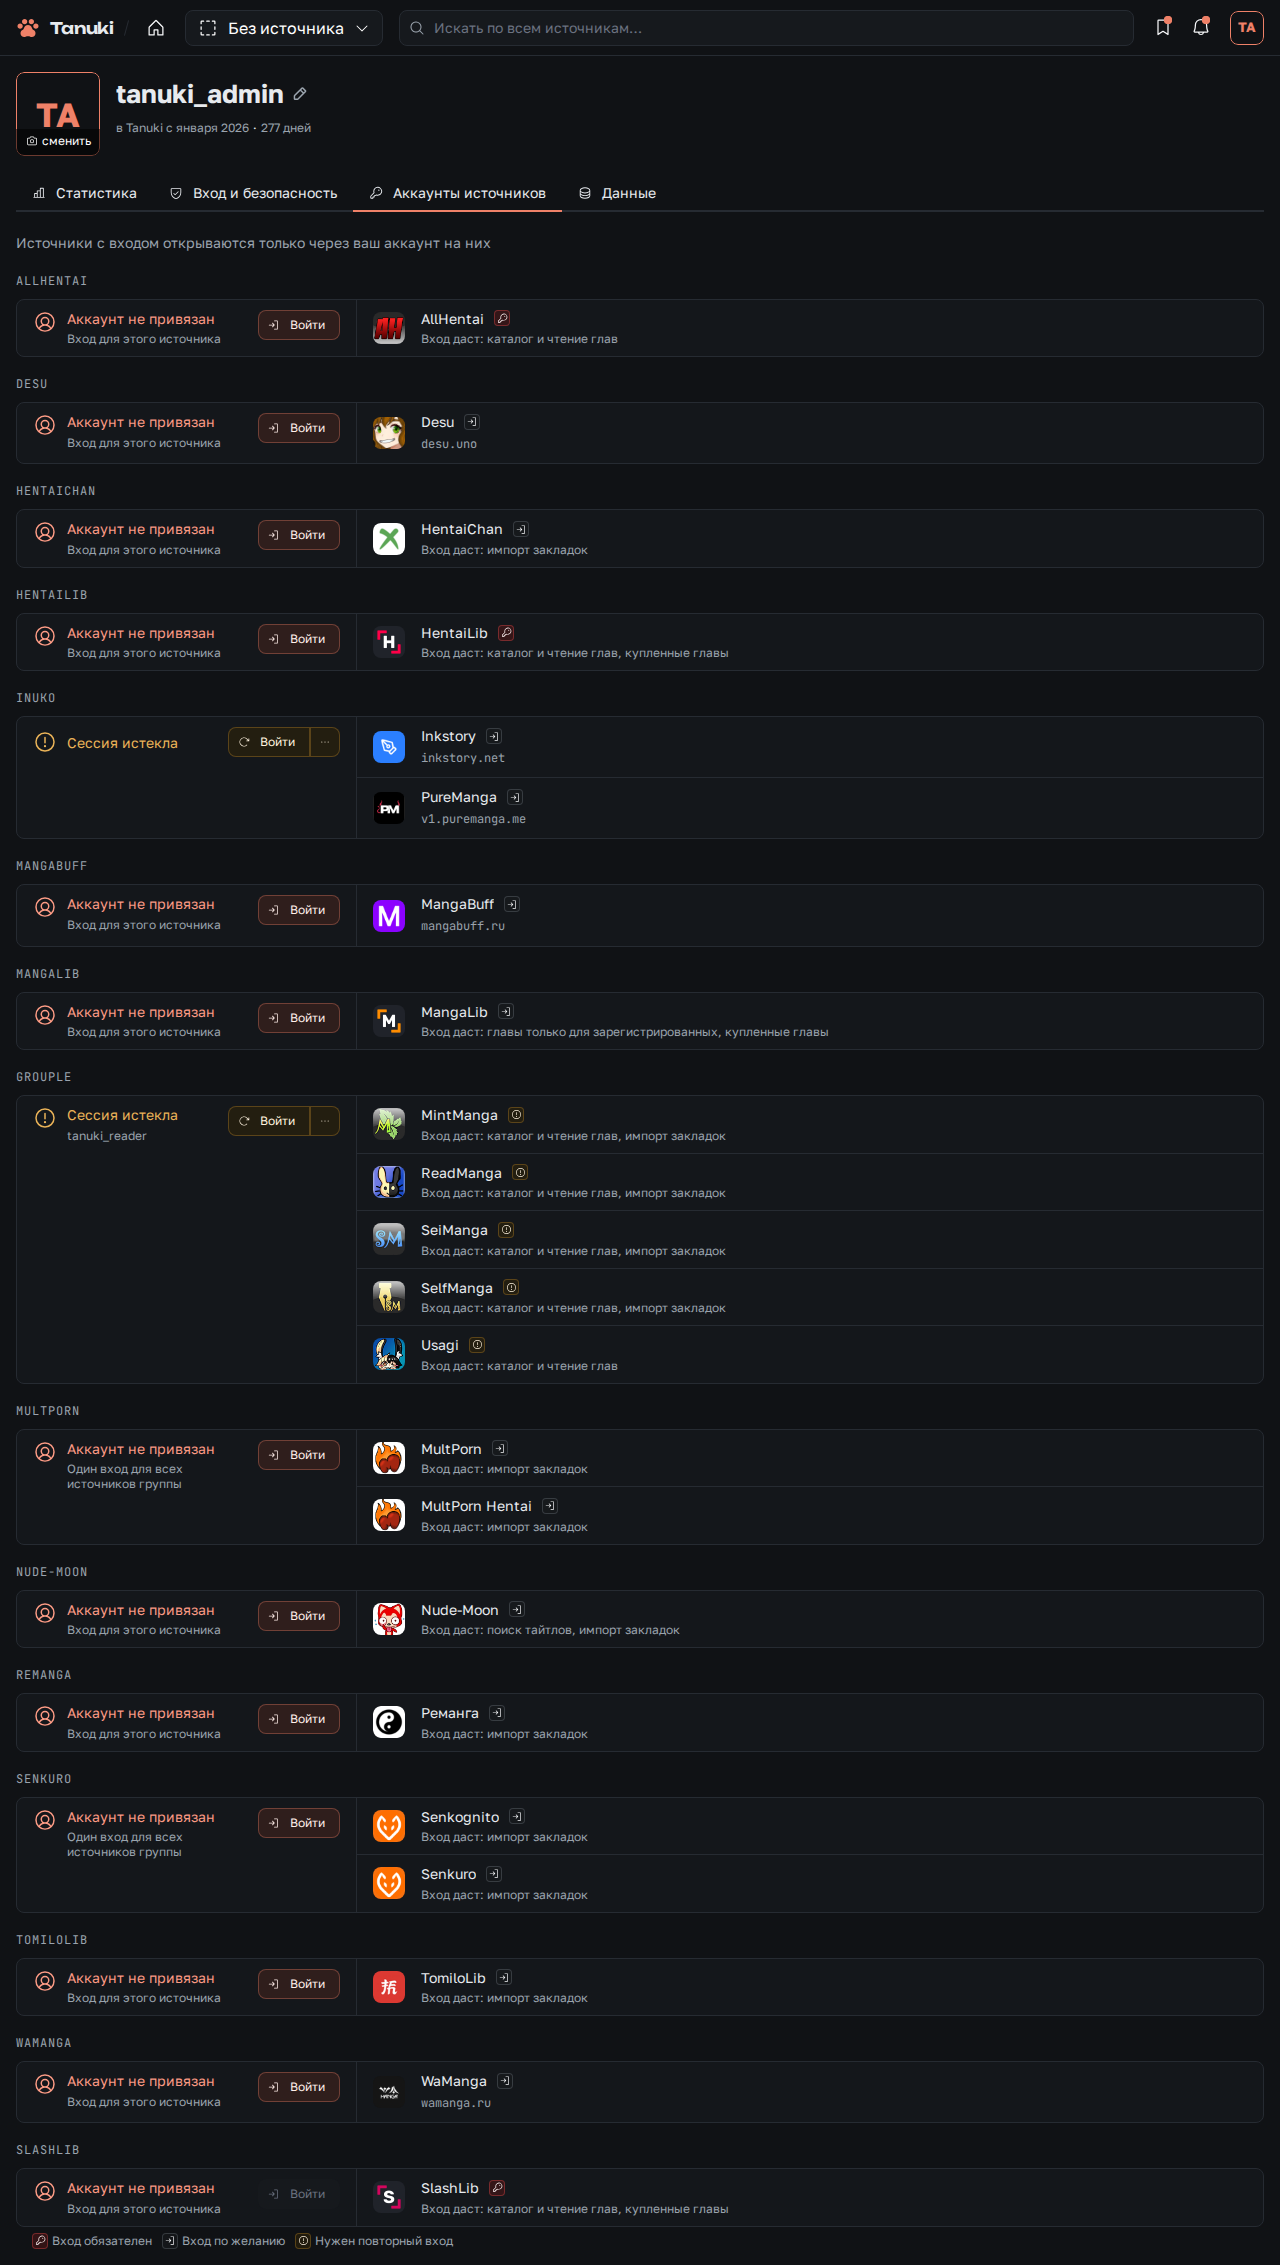 Tanuki /
Без источника
Искать по всем источникам...
TA
TA
сменить
tanuki_admin
в Tanuki с января 2026 • 277 дней
Статистика
Вход и безопасность
Аккаунты источников
Данные
Источники с входом открываются только через ваш аккаунт на них
ALLHENTAI
Аккаунт не привязан
Вход для этого источника
Войти
AllHentai
Вход даст: каталог и чтение глав
DESU
Аккаунт не привязан
Вход для этого источника
Войти
Desu
desu.uno
HENTAICHAN
Аккаунт не привязан
Вход для этого источника
Войти
HentaiChan
Вход даст: импорт закладок
HENTAILIB
Аккаунт не привязан
Вход для этого источника
Войти
HentaiLib
Вход даст: каталог и чтение глав, купленные главы
INUKO
Сессия истекла
Войти
Inkstory
inkstory.net
PM
PureManga
v1.puremanga.me
MANGABUFF
Аккаунт не привязан
Вход для этого источника
Войти
MangaBuff
mangabuff.ru
MANGALIB
Аккаунт не привязан
Вход для этого источника
Войти
MangaLib
Вход даст: главы только для зарегистрированных, купленные главы
GROUPLE
Сессия истекла
tanuki_reader
Войти
MintManga
Вход даст: каталог и чтение глав, импорт закладок
ReadManga
Вход даст: каталог и чтение глав, импорт закладок
SeiManga
Вход даст: каталог и чтение глав, импорт закладок
SelfManga
Вход даст: каталог и чтение глав, импорт закладок
Usagi
Вход даст: каталог и чтение глав
MULTPORN
Аккаунт не привязан
Один вход для всех
источников группы
Войти
MultPorn
Вход даст: импорт закладок
MultPorn Hentai
Вход даст: импорт закладок
NUDE-MOON
Аккаунт не привязан
Вход для этого источника
Войти
Nude-Moon
Вход даст: поиск тайтлов, импорт закладок
REMANGA
Аккаунт не привязан
Вход для этого источника
Войти
Реманга
Вход даст: импорт закладок
SENKURO
Аккаунт не привязан
Один вход для всех
источников группы
Войти
Senkognito
Вход даст: импорт закладок
Senkuro
Вход даст: импорт закладок
TOMILOLIB
Аккаунт не привязан
Вход для этого источника
Войти
TomiloLib
Вход даст: импорт закладок
WAMANGA
Аккаунт не привязан
Вход для этого источника
Войти
WaManga
wamanga.ru
SLASHLIB
Аккаунт не привязан
Вход для этого источника
Войти
SlashLib
Вход даст: каталог и чтение глав, купленные главы
Вход обязателен
Вход по желанию
Нужен повторный вход